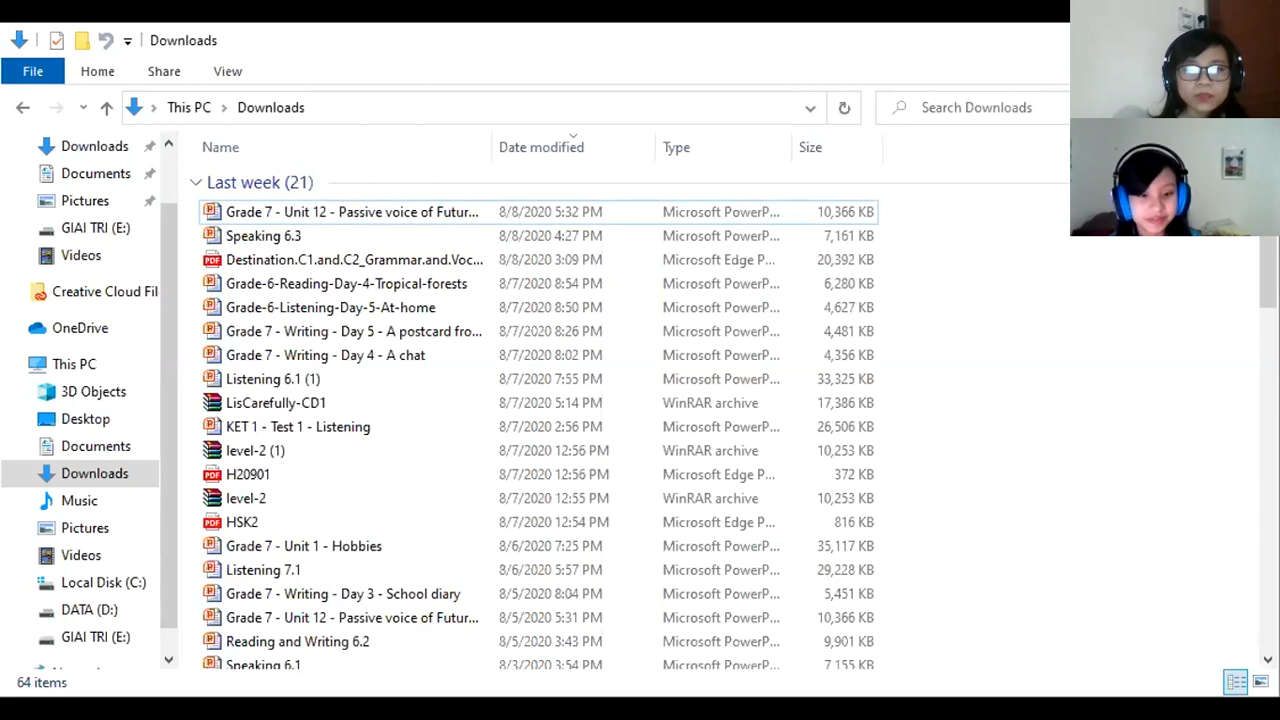 Downloads
File Home Share View
This PC Downloads Search Downloads
Downloads
Documents
Pictures
GIAI TRI (E:)
Videos
Creative Cloud Fil
OneDrive
This PC
3D Objects
Desktop
Documents
Downloads
Music
Pictures
Videos
Local Disk (C:)
DATA (D:)
GIAI TRI (E:)
Name Date modified Type Size
Last week (21)
Grade 7 - Unit 12 - Passive voice of Futur... 8/8/2020 5:32 PM Microsoft PowerP... 10,366 KB
Speaking 6.3 8/8/2020 4:27 PM Microsoft PowerP... 7,161 KB
Destination.C1.and.C2_Grammar.and.Voc... 8/8/2020 3:09 PM Microsoft Edge P... 20,392 KB
Grade-6-Reading-Day-4-Tropical-forests 8/7/2020 8:54 PM Microsoft PowerP... 6,280 KB
Grade-6-Listening-Day-5-At-home 8/7/2020 8:50 PM Microsoft PowerP... 4,627 KB
Grade 7 - Writing - Day 5 - A postcard fro... 8/7/2020 8:26 PM Microsoft PowerP... 4,481 KB
Grade 7 - Writing - Day 4 - A chat 8/7/2020 8:02 PM Microsoft PowerP... 4,356 KB
Listening 6.1 (1) 8/7/2020 7:55 PM Microsoft PowerP... 33,325 KB
LisCarefully-CD1 8/7/2020 5:14 PM WinRAR archive 17,386 KB
KET 1 - Test 1 - Listening 8/7/2020 2:56 PM Microsoft PowerP... 26,506 KB
level-2 (1) 8/7/2020 12:56 PM WinRAR archive 10,253 KB
H20901 8/7/2020 12:56 PM Microsoft Edge P... 372 KB
level-2 8/7/2020 12:55 PM WinRAR archive 10,253 KB
HSK2 8/7/2020 12:54 PM Microsoft Edge P... 816 KB
Grade 7 - Unit 1 - Hobbies 8/6/2020 7:25 PM Microsoft PowerP... 35,117 KB
Listening 7.1 8/6/2020 5:57 PM Microsoft PowerP... 29,228 KB
Grade 7 - Writing - Day 3 - School diary 8/5/2020 8:04 PM Microsoft PowerP... 5,451 KB
Grade 7 - Unit 12 - Passive voice of Futur... 8/5/2020 5:31 PM Microsoft PowerP... 10,366 KB
Reading and Writing 6.2 8/5/2020 3:43 PM Microsoft PowerP... 9,901 KB
Speaking 6.1 8/3/2020 3:54 PM Microsoft PowerP... 7,155 KB
64 items